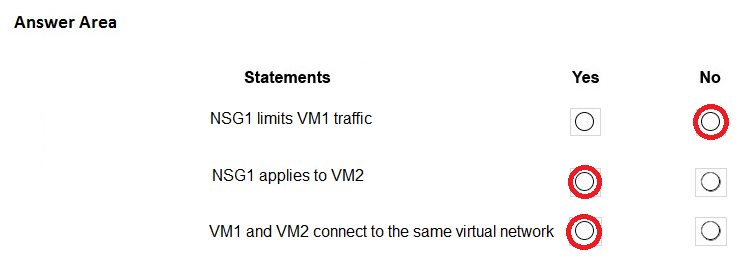 Answer Area
Statements Yes No
NSG1 limits VM1 traffic
NSG1 applies to VM2
VM1 and VM2 connect to the same virtual network